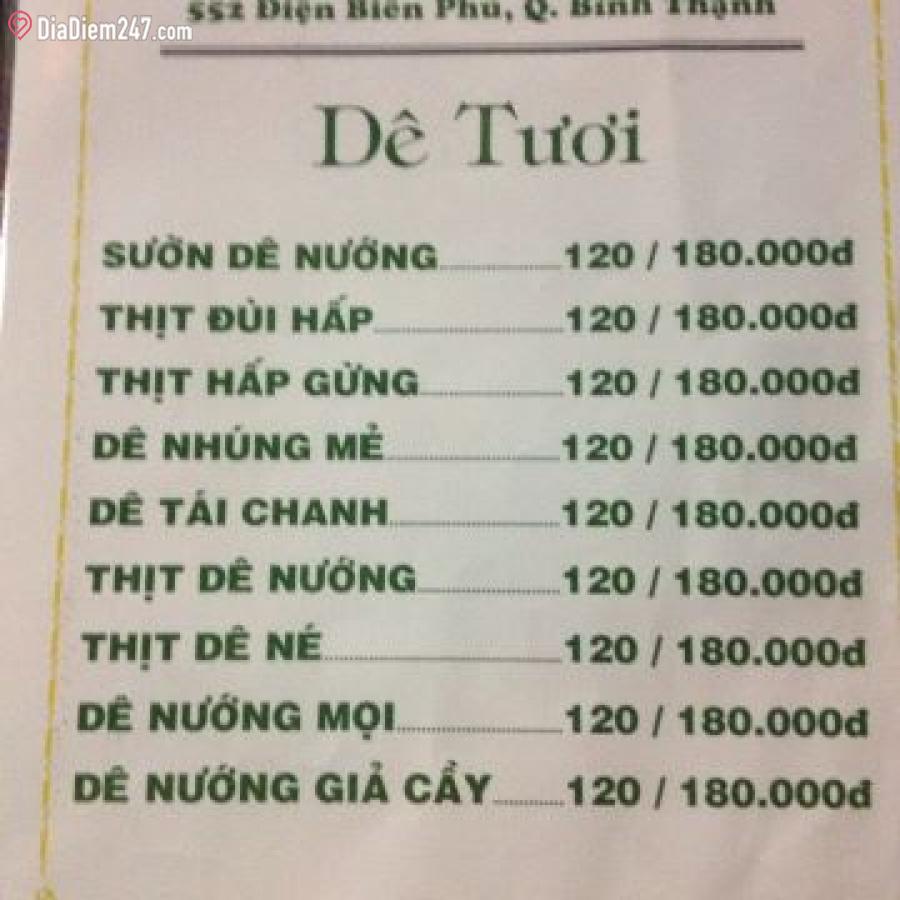 DiaDiem247.com
552 Điện Biên Phủ, Q. Bình Thạnh
Dê Tươi
SƯỜN DÊ NƯỚNG..........120 / 180.000đ
THỊT ĐÙI HẤP..........120 / 180.000đ
THỊT HẤP GỪNG..........120 / 180.000đ
DÊ NHÚNG MẺ..........120 / 180.000đ
DÊ TÁI CHANH..........120 / 180.000đ
THỊT DÊ NƯỚNG..........120 / 180.000đ
THỊT DÊ NÉ..........120 / 180.000đ
DÊ NƯỚNG MỌI..........120 / 180.000đ
DÊ NƯỚNG GIẢ CẦY..........120 / 180.000đ